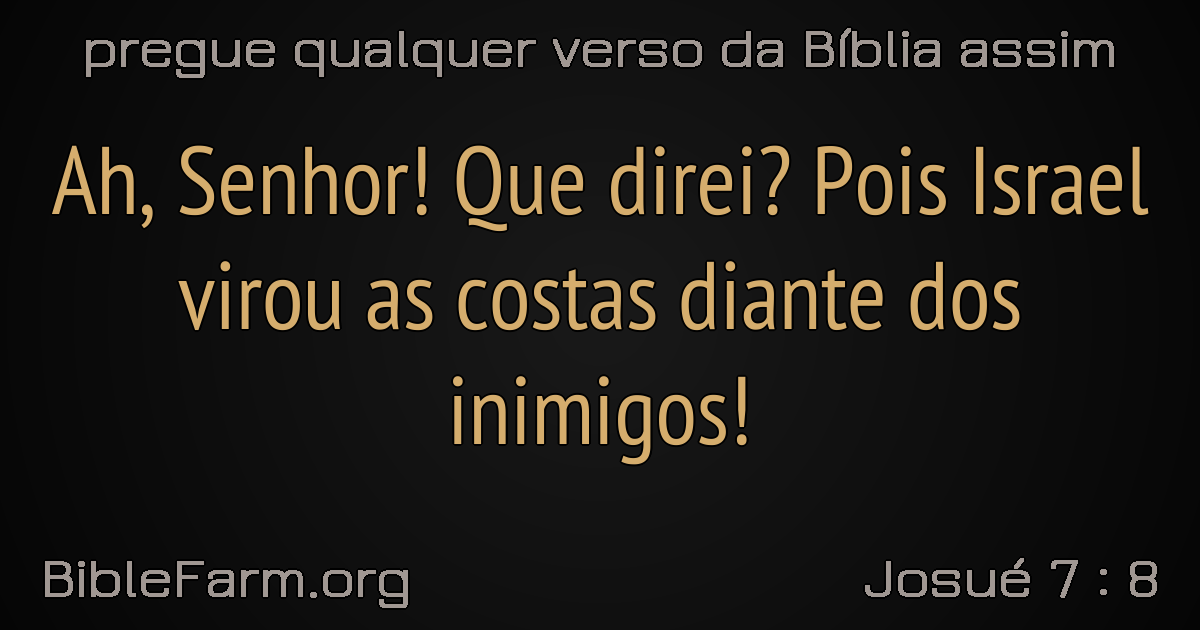 pregue qualquer verso da Bíblia assim
Ah, Senhor! Que direi? Pois Israel
virou as costas diante dos
inimigos!
BibleFarm.org
Josué 7 : 8